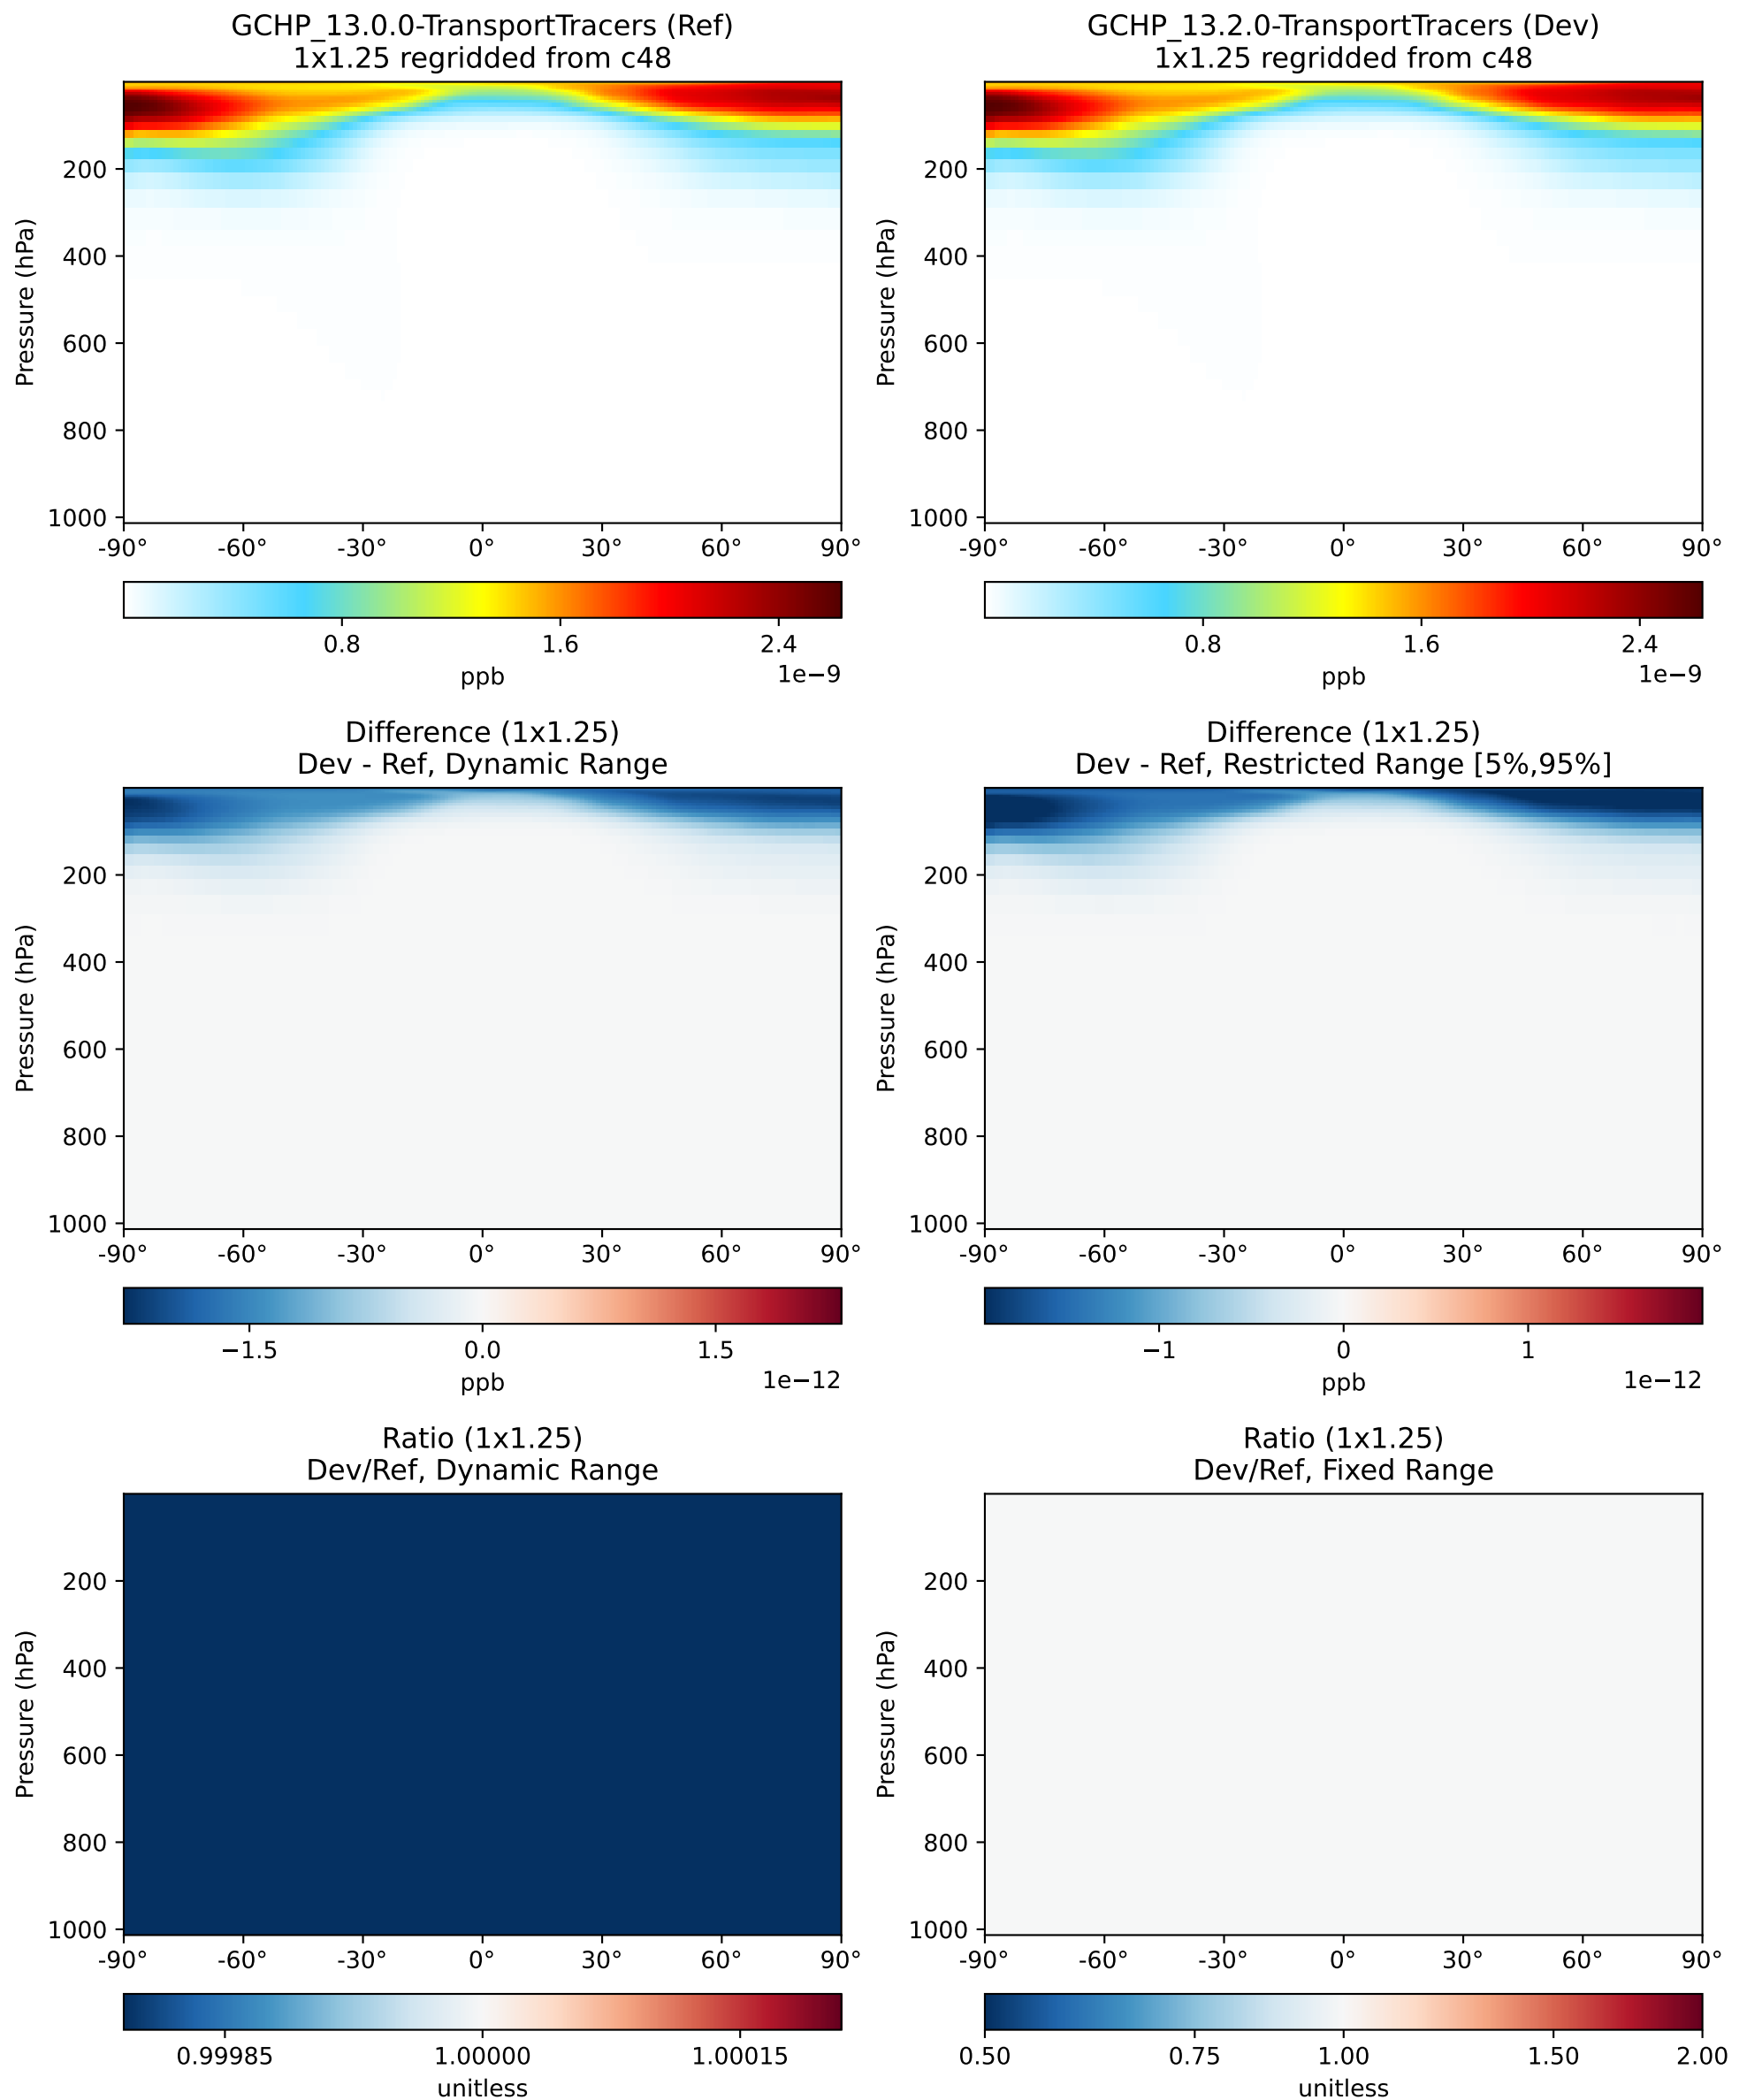 GCHP_13.0.0-TransportTracers (Ref)
1x1.25 regridded from c48
GCHP_13.2.0-TransportTracers (Dev)
1x1.25 regridded from c48
Pressure (hPa)
200
400
600
800
1000
-90° -60° -30° 0° 30° 60° 90°
0.8 1.6 2.4
1e−9
ppb
Pressure (hPa)
200
400
600
800
1000
-90° -60° -30° 0° 30° 60° 90°
0.8 1.6 2.4
1e−9
ppb
Difference (1x1.25)
Dev - Ref, Dynamic Range
Difference (1x1.25)
Dev - Ref, Restricted Range [5%,95%]
Pressure (hPa)
200
400
600
800
1000
-90° -60° -30° 0° 30° 60° 90°
−1.5 0.0 1.5
1e−12
ppb
Pressure (hPa)
200
400
600
800
1000
-90° -60° -30° 0° 30° 60° 90°
−1 0 1
1e−12
ppb
Ratio (1x1.25)
Dev/Ref, Dynamic Range
Ratio (1x1.25)
Dev/Ref, Fixed Range
Pressure (hPa)
200
400
600
800
1000
-90° -60° -30° 0° 30° 60° 90°
0.99985 1.00000 1.00015
unitless
Pressure (hPa)
200
400
600
800
1000
-90° -60° -30° 0° 30° 60° 90°
0.50 0.75 1.00 1.50 2.00
unitless